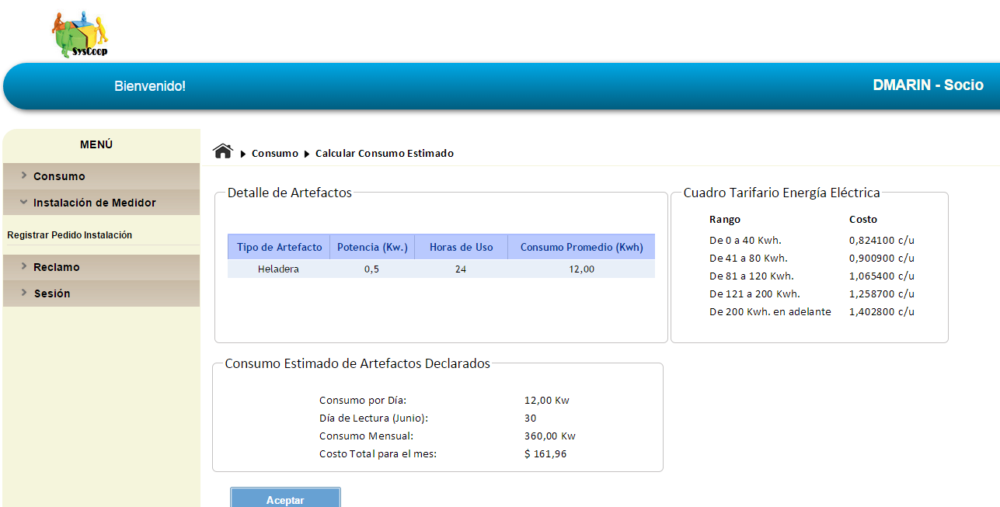 SysCoop
Bienvenido!
DMARIN - Socio
MENÚ
Consumo
Instalación de Medidor
Registrar Pedido Instalación
Reclamo
Sesión
Consumo Calcular Consumo Estimado
Detalle de Artefactos
Tipo de Artefacto Potencia (Kw.) Horas de Uso Consumo Promedio (Kwh)
Heladera 0,5 24 12,00
Cuadro Tarifario Energía Eléctrica
Rango Costo
De 0 a 40 Kwh. 0,824100 c/u
De 41 a 80 Kwh. 0,900900 c/u
De 81 a 120 Kwh. 1,065400 c/u
De 121 a 200 Kwh. 1,258700 c/u
De 200 Kwh. en adelante 1,402800 c/u
Consumo Estimado de Artefactos Declarados
Consumo por Día: 12,00 Kw
Día de Lectura (Junio): 30
Consumo Mensual: 360,00 Kw
Costo Total para el mes: $ 161,96
Aceptar